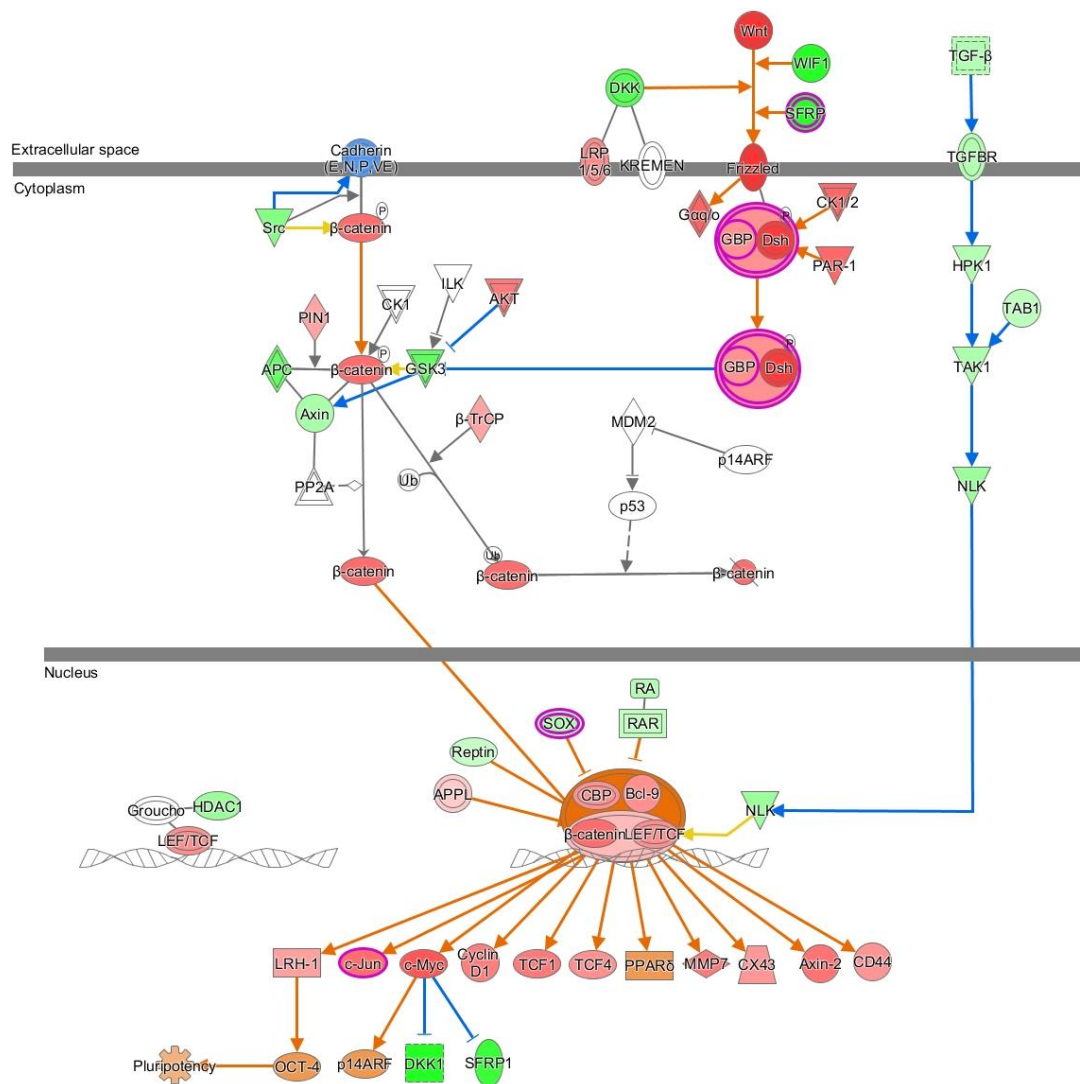 Wnt
TGF-β
WIF1
DKK
SFRP
Extracellular space
Cadherin
(E,N,P,VE)
LRP
1/5/6
KREMEN
Frizzled
TGFBR
Cytoplasm
Src
P
β-catenin
Gαq/o
P
CK1/2
GBP
Dsh
PAR-1
HPK1
ILK
AKT
CK1
PIN1
TAB1
P
APC
β-catenin
GSK3
P
GBP
Dsh
TAK1
Axin
β-TrCP
MDM2
p14ARF
Ub
PP2A
NLK
p53
Ub
β-catenin
β-catenin
β-catenin
Nucleus
RA
SOX
RAR
Reptin
APPL
CBP
Bcl-9
Groucho
HDAC1
NLK
LEF/TCF
β-catenin
LEF/TCF
LRH-1
c-Jun
c-Myc
Cyclin
D1
TCF1
TCF4
PPARδ
MMP7
CX43
Axin-2
CD44
Pluripotency
OCT-4
p14ARF
DKK1
SFRP1